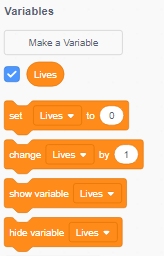 Variables
Make a Variable
Lives
set Lives to 0
change Lives by 1
show variable Lives
hide variable Lives